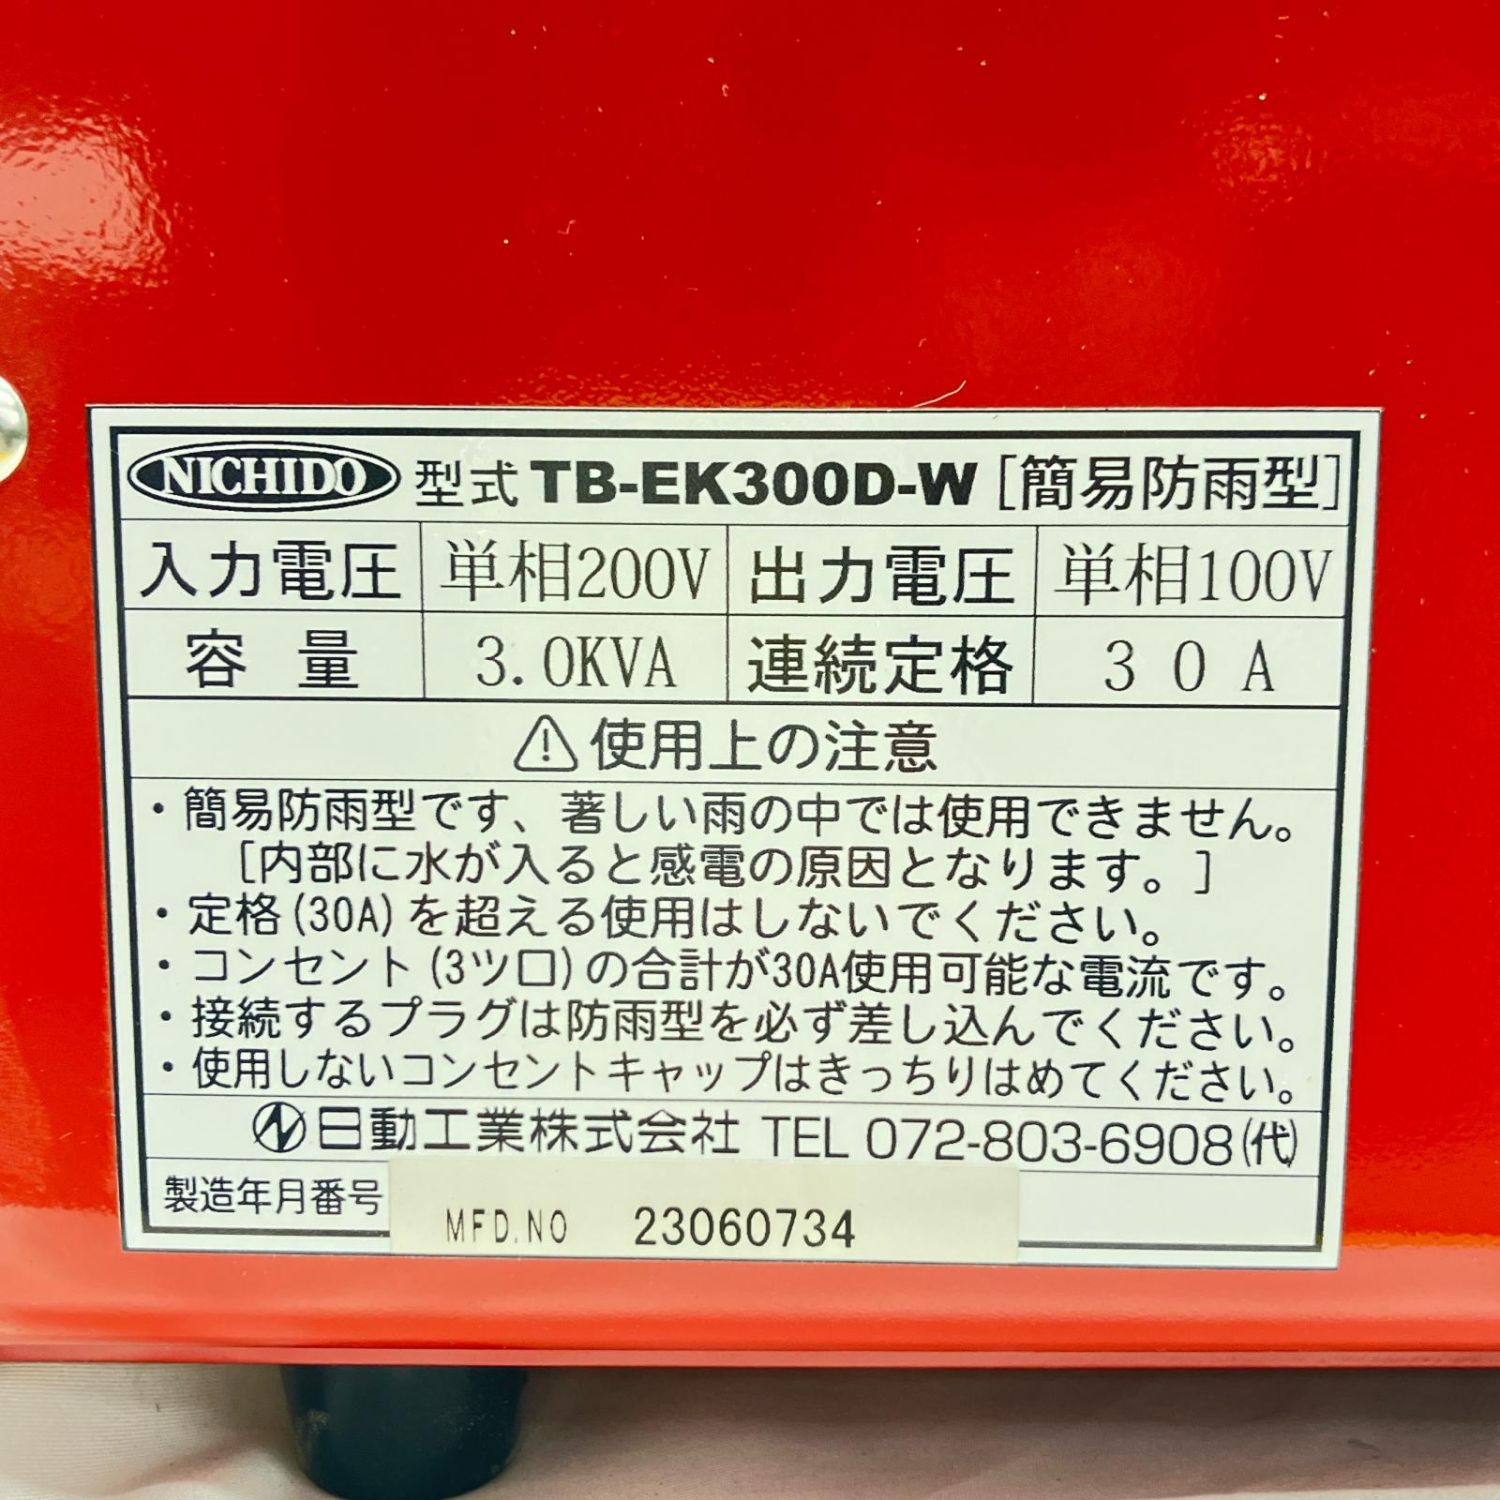 NICHIDO 型式 TB-EK300D-W [簡易防雨型]
入力電圧 単相200V 出力電圧 単相100V
容量 3.0KVA 連続定格 30A
⚠使用上の注意
・簡易防雨型です、著しい雨の中では使用できません。
[内部に水が入ると感電の原因となります。]
・定格(30A)を超える使用はしないでください。
・コンセント(3ツ口)の合計が30A使用可能な電流です。
・接続するプラグは防雨型を必ず差し込んでください。
・使用しないコンセントキャップはきっちりはめてください。
日動工業株式会社 TEL 072-803-6908(代)
製造年月番号 MFD.NO 23060734